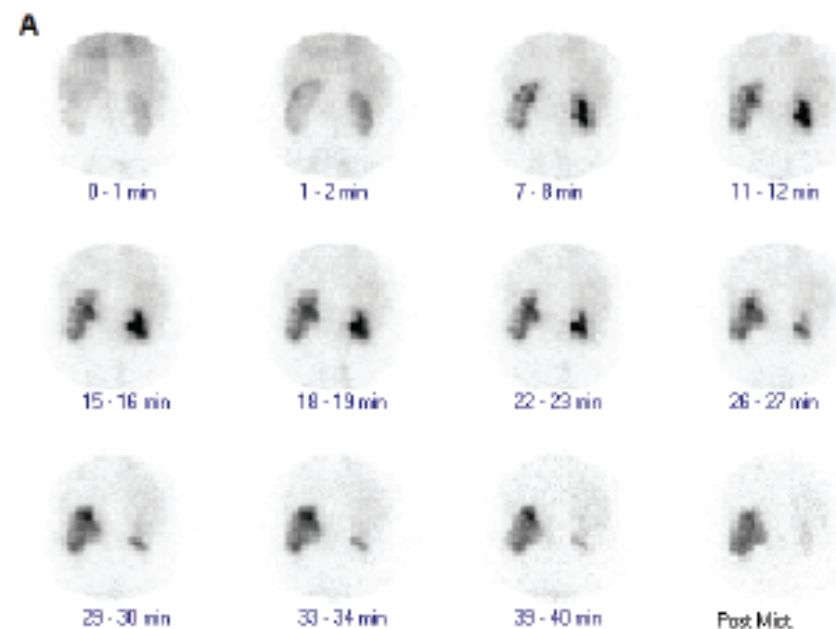 A
0 - 1 min
1 - 2 min
7 - 8 min
11 - 12 min
15 - 16 min
18 - 19 min
22 - 23 min
26 - 27 min
29 - 30 min
33 - 34 min
39 - 40 min
Post Mict.